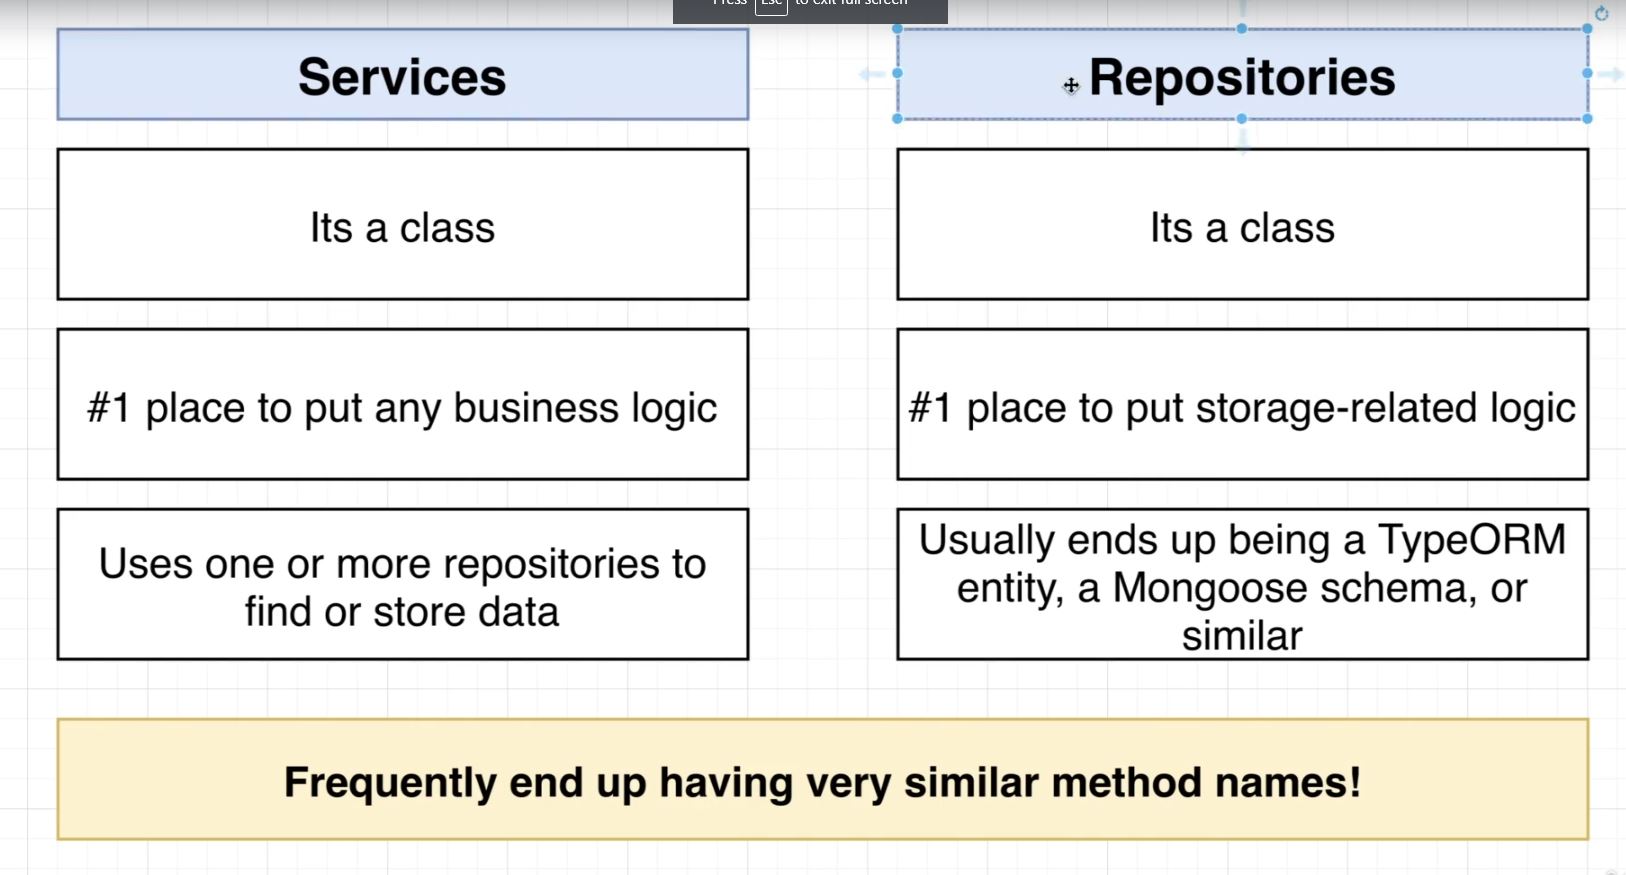 Press Esc to exit full screen
Services
Repositories
Its a class
Its a class
#1 place to put any business logic
#1 place to put storage-related logic
Uses one or more repositories to
find or store data
Usually ends up being a TypeORM
entity, a Mongoose schema, or
similar
Frequently end up having very similar method names!